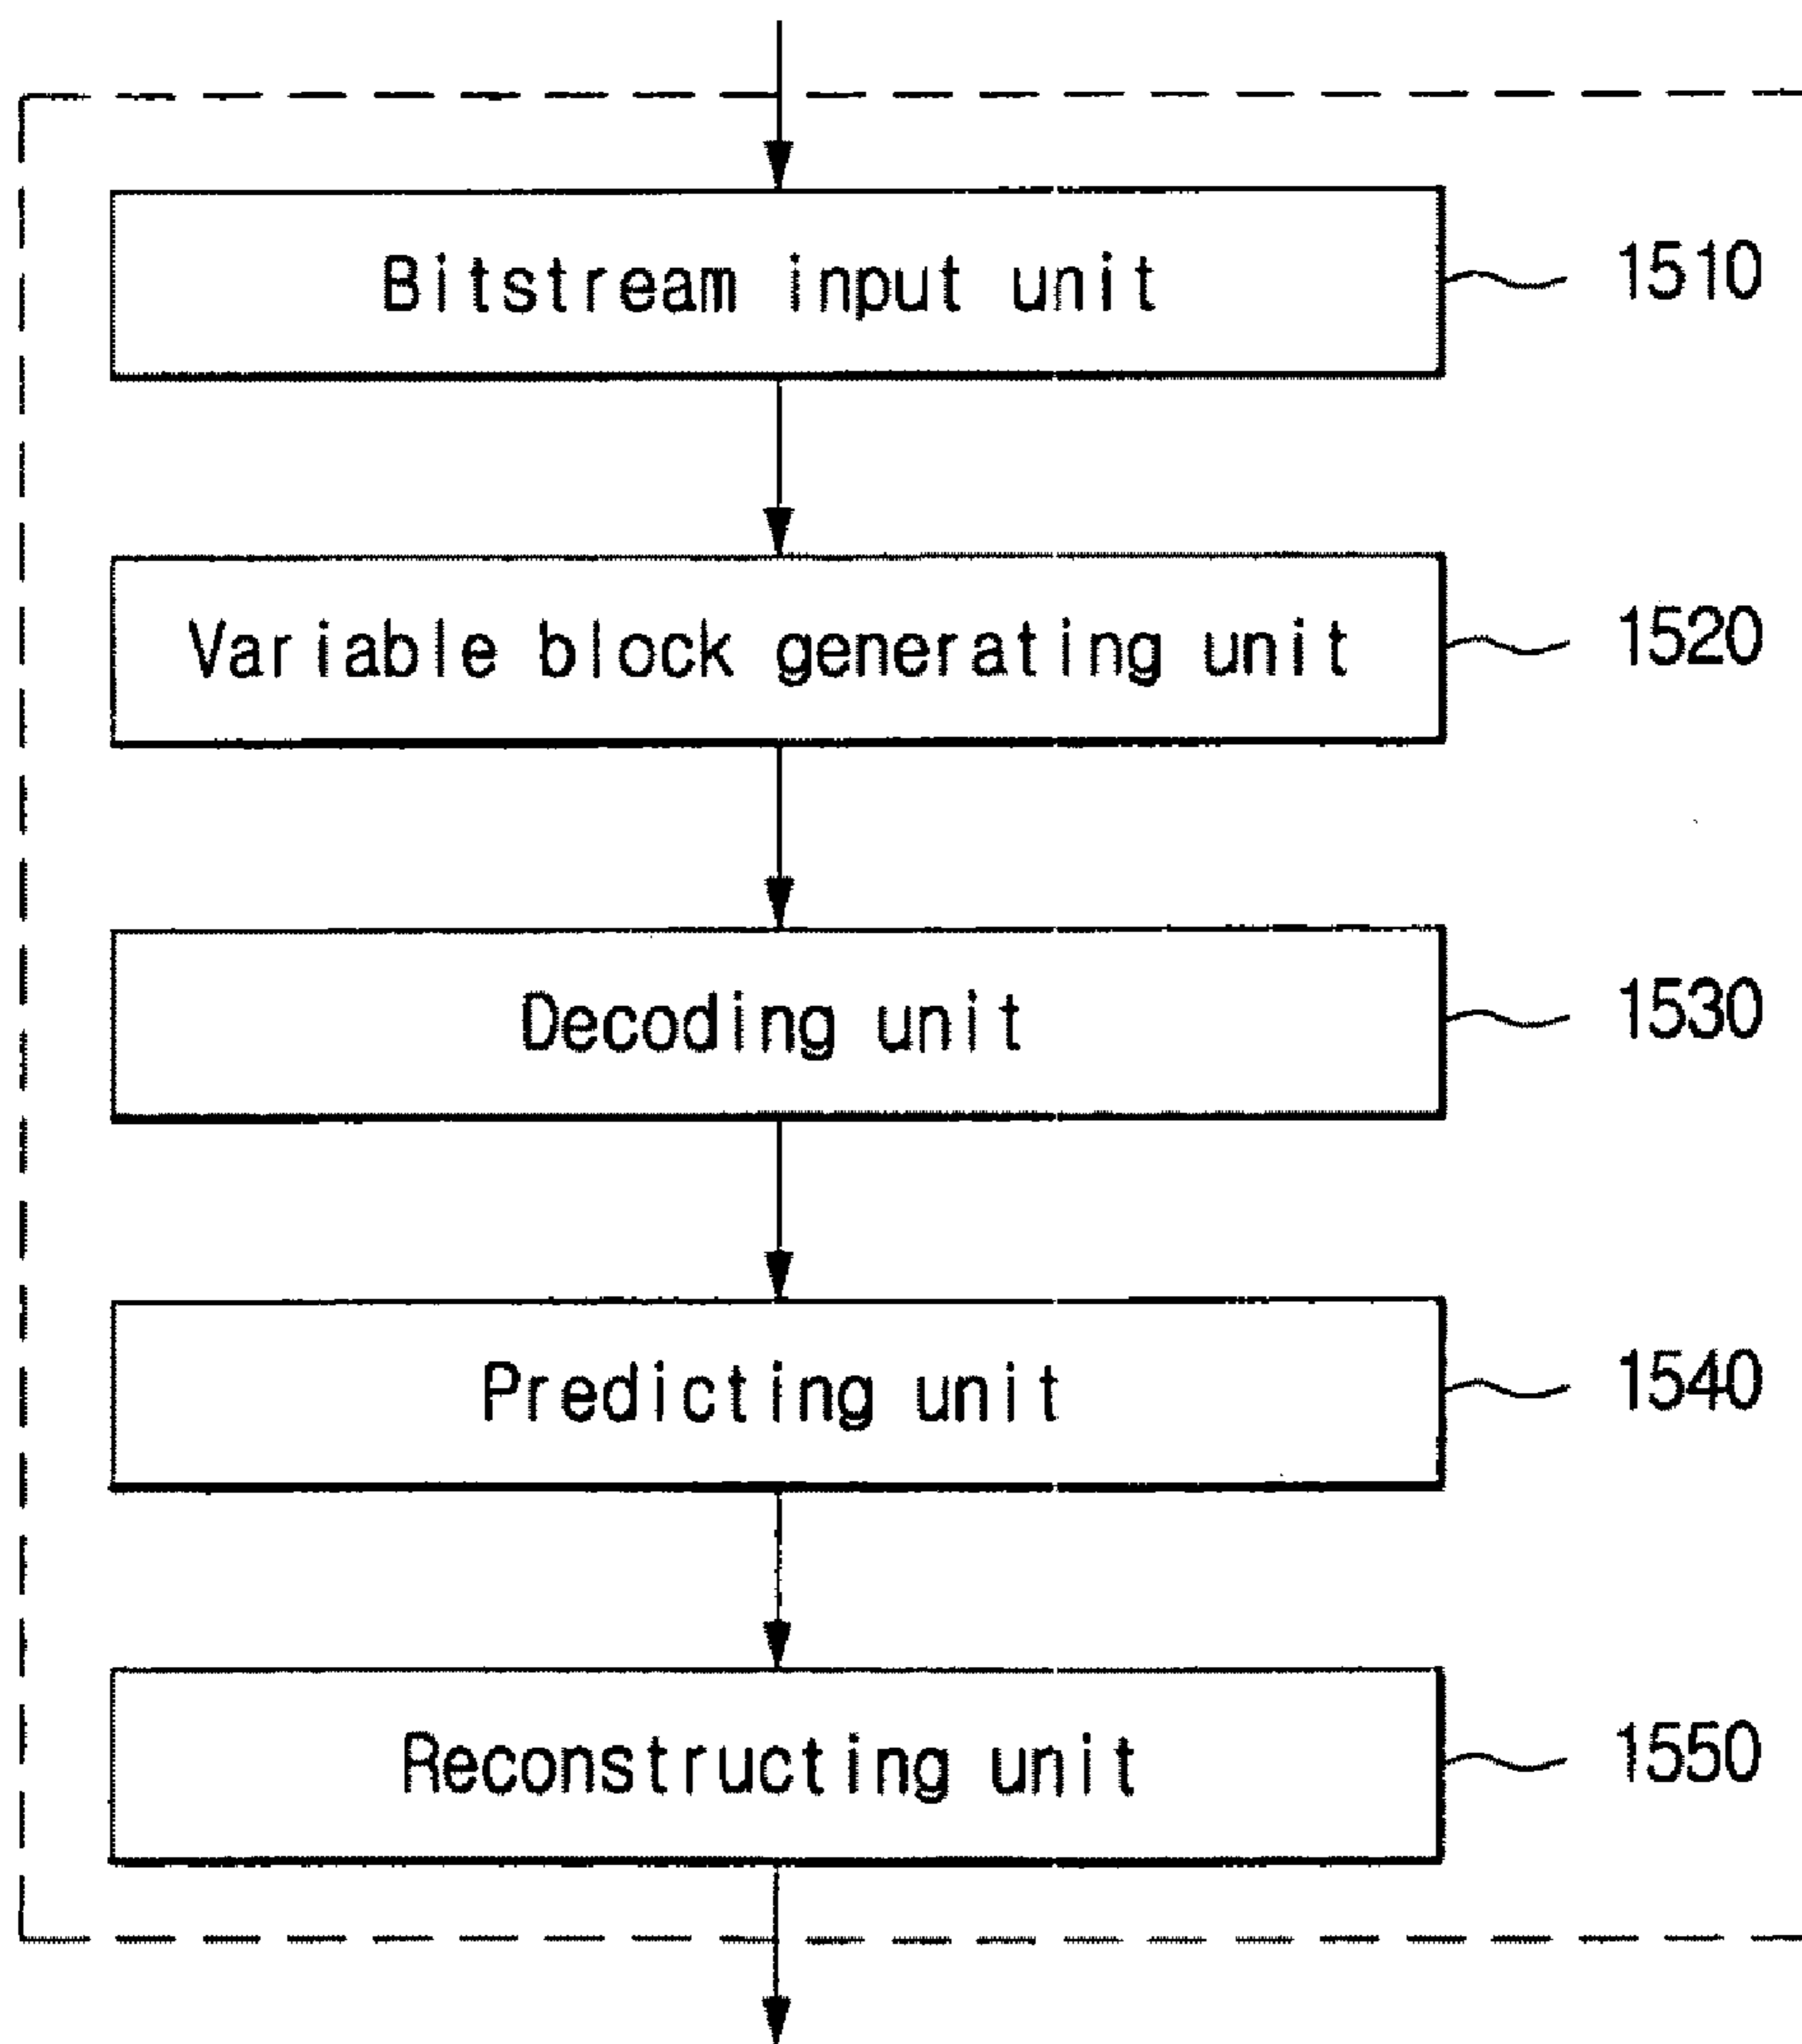 Bitstream input unit 1510
Variable block generating unit 1520
Decoding unit 1530
Predicting unit 1540
Reconstructing unit 1550